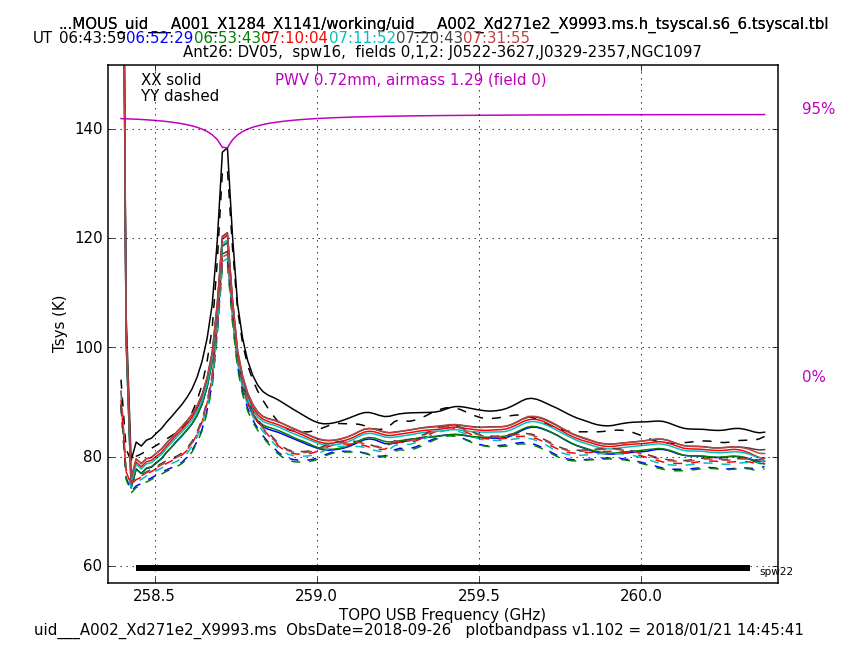 ...MOUS_uid___A001_X1284_X1141/working/uid___A002_Xd271e2_X9993.ms.h_tsyscal.s6_6.tsyscal.tbl
UT 06:43:59 06:52:29 06:53:43 07:10:04 07:11:52 07:20:43 07:31:55
Ant26: DV05, spw16, fields 0,1,2: J0522-3627,J0329-2357,NGC1097
XX solid
PWV 0.72mm, airmass 1.29 (field 0)
YY dashed
95%
0%
140
120
100
80
60
Tsys (K)
spw22
258.5 259.0 259.5 260.0
TOPO USB Frequency (GHz)
uid___A002_Xd271e2_X9993.ms ObsDate=2018-09-26 plotbandpass v1.102 = 2018/01/21 14:45:41